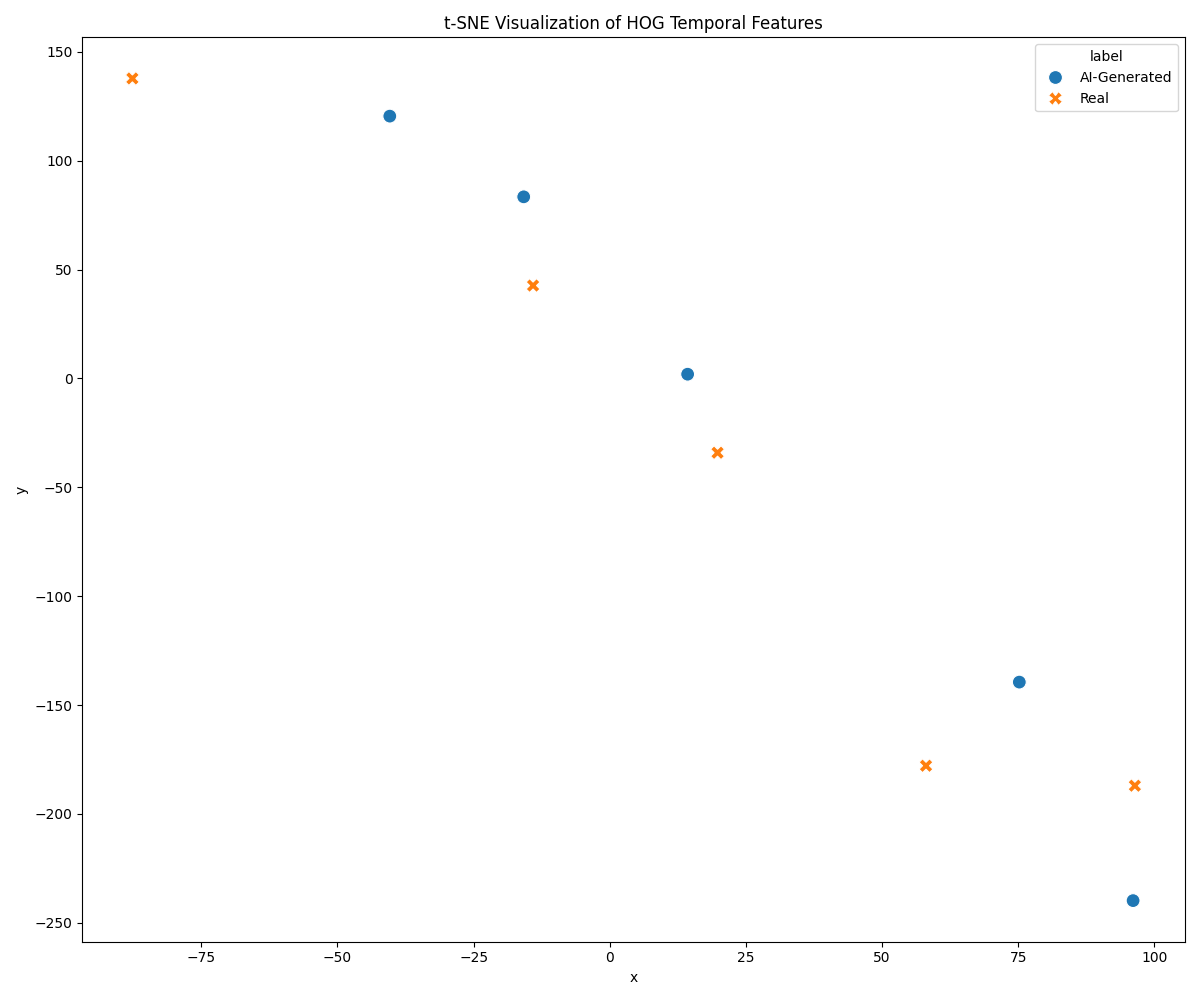 t-SNE Visualization of HOG Temporal Features
label
AI-Generated
Real
150
100
50
0
−50
−100
−150
−200
−250
y
−75
−50
−25
0
25
50
75
100
x